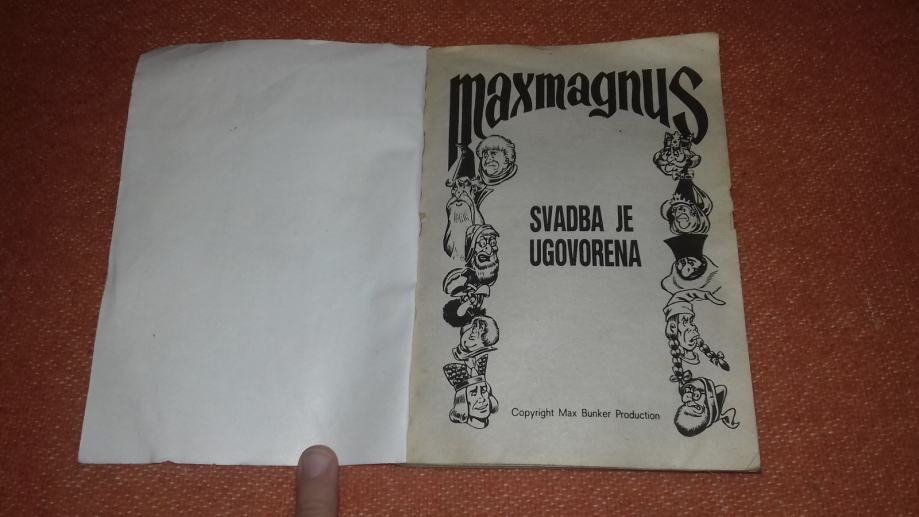 maxmagnus
SVADBA JE
UGOVORENA
Copyright Max Bunker Production